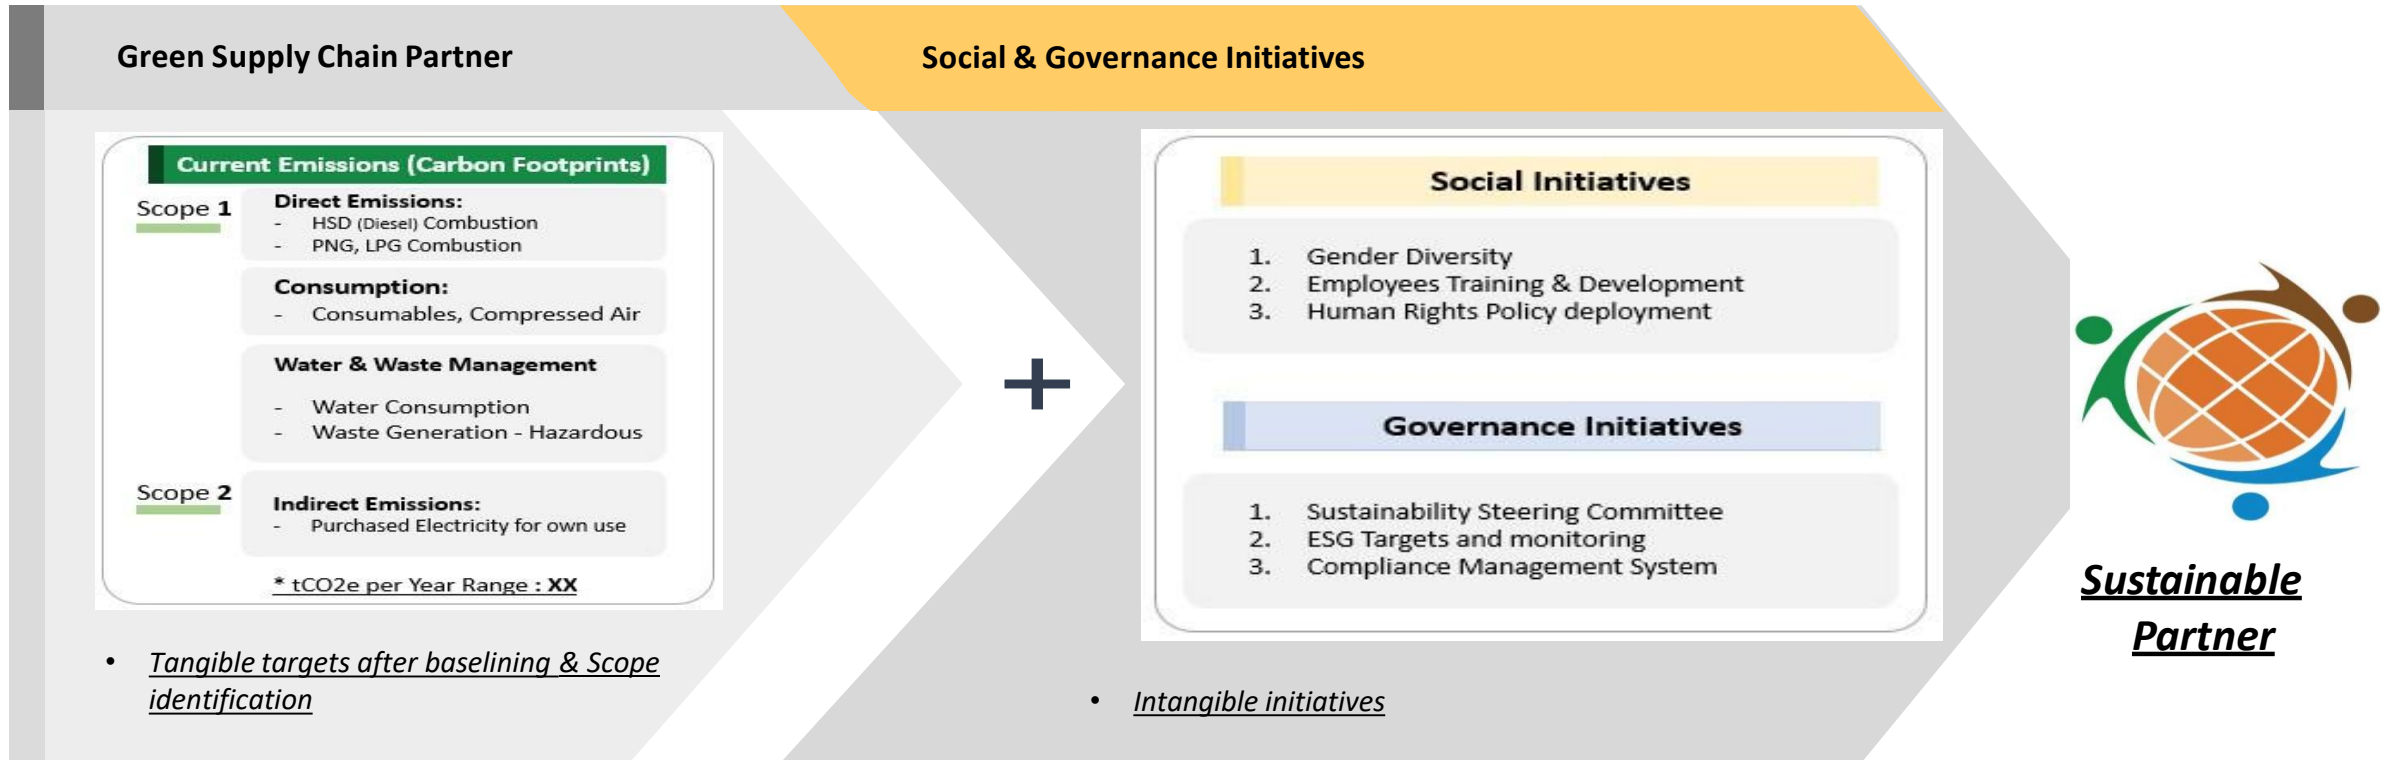 Green Supply Chain Partner
Current Emissions (Carbon Footprints)
Scope 1
Direct Emissions:
- HSD (Diesel) Combustion
- PNG, LPG Combustion
Consumption:
- Consumables, Compressed Air
Water & Waste Management
- Water Consumption
- Waste Generation - Hazardous
Scope 2
Indirect Emissions:
- Purchased Electricity for own use
* tCO2e per Year Range : XX
• Tangible targets after baselining & Scope
identification
+
Social & Governance Initiatives
Social Initiatives
1. Gender Diversity
2. Employees Training & Development
3. Human Rights Policy deployment
Governance Initiatives
1. Sustainability Steering Committee
2. ESG Targets and monitoring
3. Compliance Management System
• Intangible initiatives
Sustainable
Partner